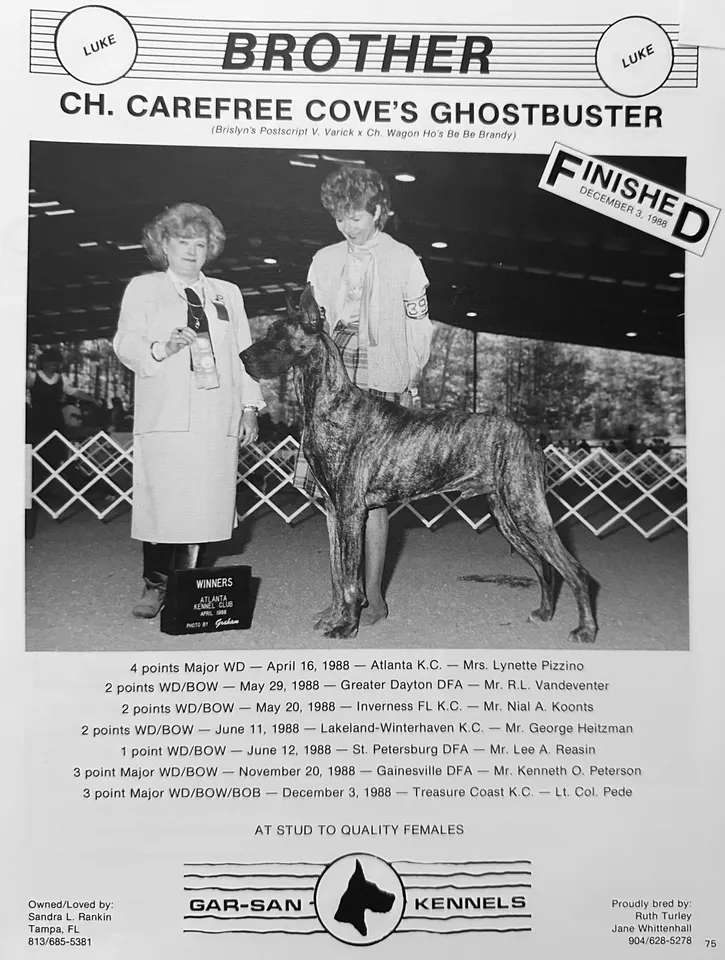 LUKE
BROTHER
LUKE
CH. CAREFREE COVE'S GHOSTBUSTER
(Brislyn's Postscript V. Varick x Ch. Wagon Ho's Be Be Brandy)
FINISHED
DECEMBER 3, 1988
39
WINNERS
ATLANTA
KENNEL CLUB
APRIL 1988
PHOTO BY Graham
4 points Major WD — April 16, 1988 — Atlanta K.C. — Mrs. Lynette Pizzino
2 points WD/BOW — May 29, 1988 — Greater Dayton DFA — Mr. R.L. Vandeventer
2 points WD/BOW — May 20, 1988 — Inverness FL K.C. — Mr. Nial A. Koonts
2 points WD/BOW — June 11, 1988 — Lakeland-Winterhaven K.C. — Mr. George Heitzman
1 point WD/BOW — June 12, 1988 — St. Petersburg DFA — Mr. Lee A. Reasin
3 point Major WD/BOW — November 20, 1988 — Gainesville DFA — Mr. Kenneth O. Peterson
3 point Major WD/BOW/BOB — December 3, 1988 — Treasure Coast K.C. — Lt. Col. Pede
AT STUD TO QUALITY FEMALES
GAR-SAN KENNELS
Owned/Loved by:
Sandra L. Rankin
Tampa, FL
813/685-5381
Proudly bred by:
Ruth Turley
Jane Whittenhall
904/628-5278
75